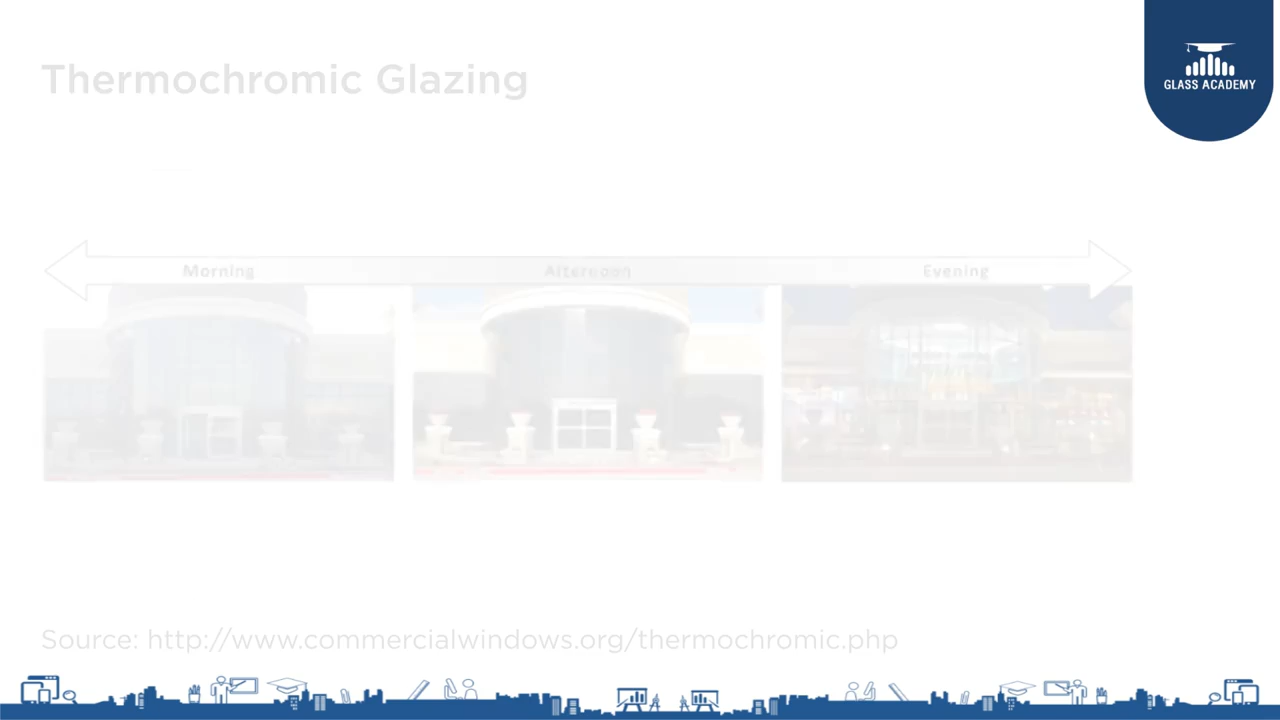 Thermochromic Glazing
GLASS ACADEMY
Morning Afternoon Evening
Source: http://www.commercialwindows.org/thermochromic.php